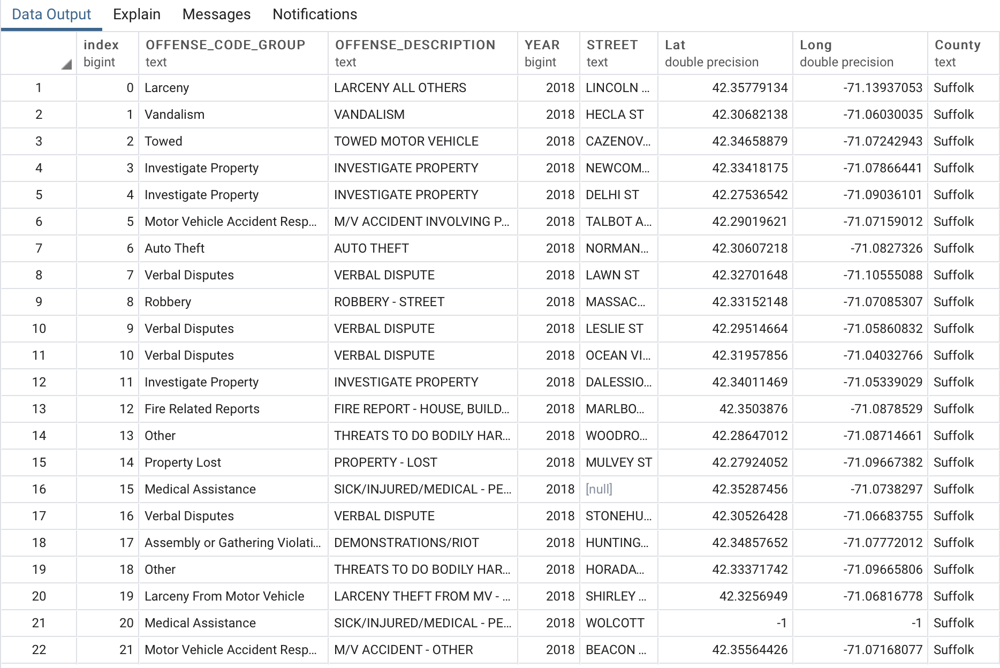 Data Output Explain Messages Notifications
index OFFENSE_CODE_GROUP OFFENSE_DESCRIPTION YEAR STREET Lat Long County
bigint text text bigint text double precision double precision text
1 0 Larceny LARCENY ALL OTHERS 2018 LINCOLN ... 42.35779134 -71.13937053 Suffolk
2 1 Vandalism VANDALISM 2018 HECLA ST 42.30682138 -71.06030035 Suffolk
3 2 Towed TOWED MOTOR VEHICLE 2018 CAZENOV... 42.34658879 -71.07242943 Suffolk
4 3 Investigate Property INVESTIGATE PROPERTY 2018 NEWCOM... 42.33418175 -71.07866441 Suffolk
5 4 Investigate Property INVESTIGATE PROPERTY 2018 DELHI ST 42.27536542 -71.09036101 Suffolk
6 5 Motor Vehicle Accident Resp... M/V ACCIDENT INVOLVING P... 2018 TALBOT A... 42.29019621 -71.07159012 Suffolk
7 6 Auto Theft AUTO THEFT 2018 NORMAN... 42.30607218 -71.0827326 Suffolk
8 7 Verbal Disputes VERBAL DISPUTE 2018 LAWN ST 42.32701648 -71.10555088 Suffolk
9 8 Robbery ROBBERY - STREET 2018 MASSAC... 42.33152148 -71.07085307 Suffolk
10 9 Verbal Disputes VERBAL DISPUTE 2018 LESLIE ST 42.29514664 -71.05860832 Suffolk
11 10 Verbal Disputes VERBAL DISPUTE 2018 OCEAN VI... 42.31957856 -71.04032766 Suffolk
12 11 Investigate Property INVESTIGATE PROPERTY 2018 DALESSIO... 42.34011469 -71.05339029 Suffolk
13 12 Fire Related Reports FIRE REPORT - HOUSE, BUILD... 2018 MARLBO... 42.3503876 -71.0878529 Suffolk
14 13 Other THREATS TO DO BODILY HAR... 2018 WOODRO... 42.28647012 -71.08714661 Suffolk
15 14 Property Lost PROPERTY - LOST 2018 MULVEY ST 42.27924052 -71.09667382 Suffolk
16 15 Medical Assistance SICK/INJURED/MEDICAL - PE... 2018 [null] 42.35287456 -71.0738297 Suffolk
17 16 Verbal Disputes VERBAL DISPUTE 2018 STONEHU... 42.30526428 -71.06683755 Suffolk
18 17 Assembly or Gathering Violati... DEMONSTRATIONS/RIOT 2018 HUNTING... 42.34857652 -71.07772012 Suffolk
19 18 Other THREATS TO DO BODILY HAR... 2018 HORADA... 42.33371742 -71.09665806 Suffolk
20 19 Larceny From Motor Vehicle LARCENY THEFT FROM MV - ... 2018 SHIRLEY ... 42.3256949 -71.06816778 Suffolk
21 20 Medical Assistance SICK/INJURED/MEDICAL - PE... 2018 WOLCOTT -1 -1 Suffolk
22 21 Motor Vehicle Accident Resp... M/V ACCIDENT - OTHER 2018 BEACON ... 42.35564426 -71.07168077 Suffolk